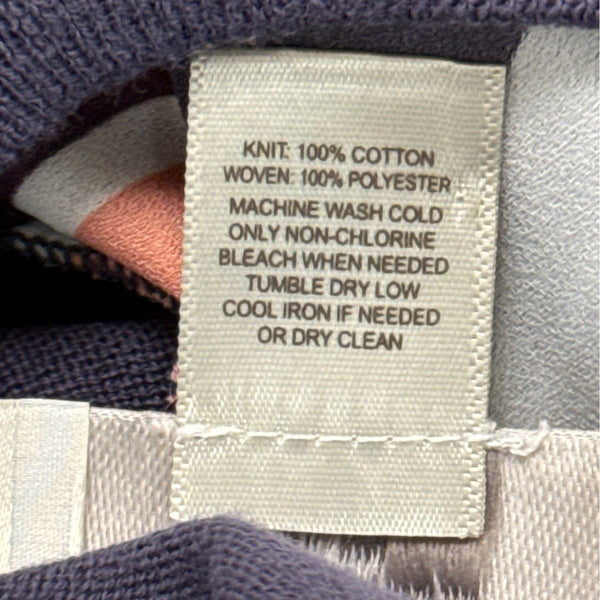 KNIT: 100% COTTON
WOVEN: 100% POLYESTER
MACHINE WASH COLD
ONLY NON-CHLORINE
BLEACH WHEN NEEDED
TUMBLE DRY LOW
COOL IRON IF NEEDED
OR DRY CLEAN